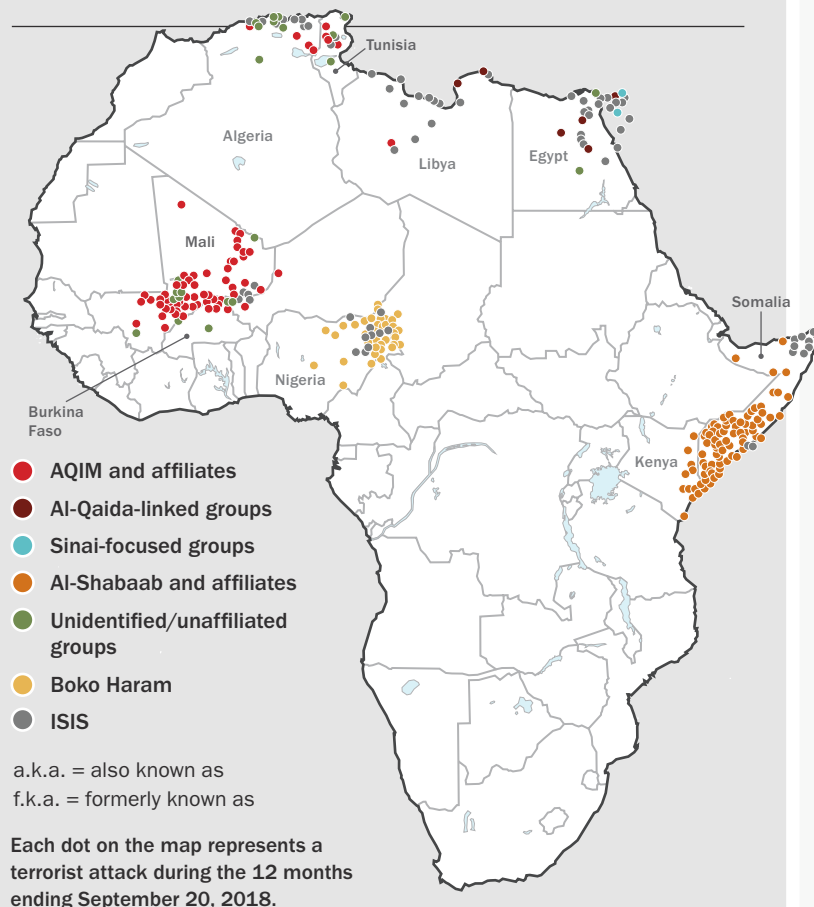 Tunisia
Algeria
Libya
Egypt
Mali
Somalia
Nigeria
Burkina
Faso
Kenya
AQIM and affiliates
Al-Qaida-linked groups
Sinai-focused groups
Al-Shabaab and affiliates
Unidentified/unaffiliated
groups
Boko Haram
ISIS
a.k.a. = also known as
f.k.a. = formerly known as
Each dot on the map represents a
terrorist attack during the 12 months
ending September 20, 2018.